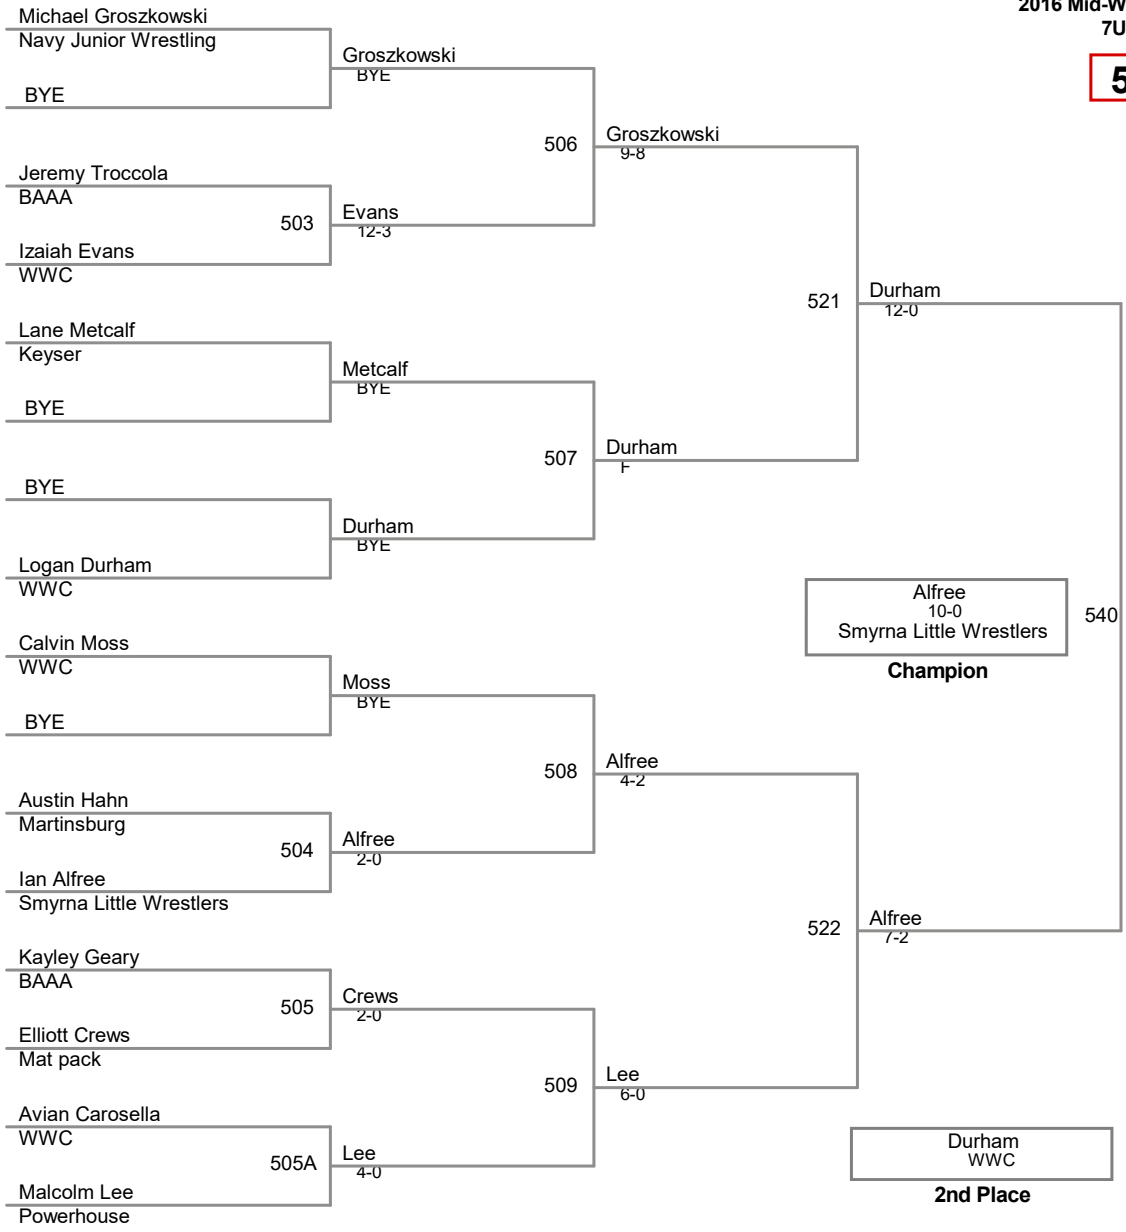 2016 Mid-W
7U
5
Michael Groszkowski
Navy Junior Wrestling
BYE
Groszkowski
BYE
Jeremy Troccola
BAAA
503
Izaiah Evans
WWC
Evans
12-3
506
Groszkowski
9-8
Lane Metcalf
Keyser
BYE
Metcalf
BYE
BYE
Logan Durham
WWC
Durham
BYE
507
Durham
F
521
Durham
12-0
Calvin Moss
WWC
BYE
Moss
BYE
Austin Hahn
Martinsburg
504
Ian Alfree
Smyrna Little Wrestlers
Alfree
2-0
508
Alfree
4-2
Kayley Geary
BAAA
505
Elliott Crews
Mat pack
Crews
2-0
Avian Carosella
WWC
505A
Malcolm Lee
Powerhouse
Lee
4-0
509
Lee
6-0
522
Alfree
7-2
540
Alfree
10-0
Smyrna Little Wrestlers
Champion
Durham
WWC
2nd Place